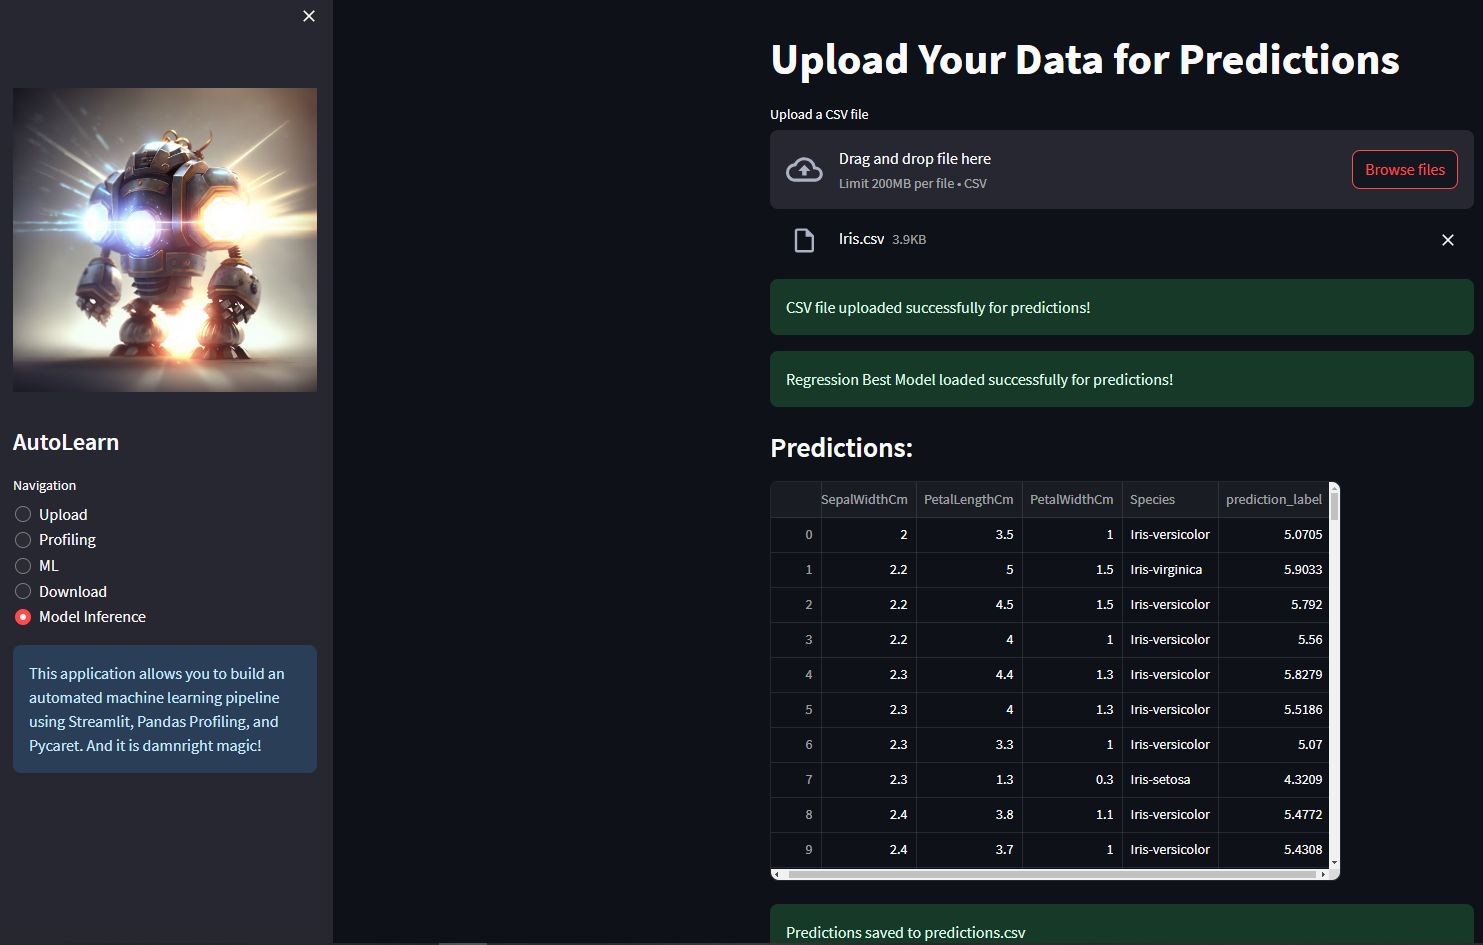 AutoLearn
Navigation
Upload
Profiling
ML
Download
Model Inference
This application allows you to build an
automated machine learning pipeline
using Streamlit, Pandas Profiling, and
Pycaret. And it is damnright magic!
Upload Your Data for Predictions
Upload a CSV file
Drag and drop file here
Limit 200MB per file • CSV
Browse files
Iris.csv 3.9KB
CSV file uploaded successfully for predictions!
Regression Best Model loaded successfully for predictions!
Predictions:
SepalWidthCm PetalLengthCm PetalWidthCm Species prediction_label
0 2 3.5 1 Iris-versicolor 5.0705
1 2.2 5 1.5 Iris-virginica 5.9033
2 2.2 4.5 1.5 Iris-versicolor 5.792
3 2.2 4 1 Iris-versicolor 5.56
4 2.3 4.4 1.3 Iris-versicolor 5.8279
5 2.3 4 1.3 Iris-versicolor 5.5186
6 2.3 3.3 1 Iris-versicolor 5.07
7 2.3 1.3 0.3 Iris-setosa 4.3209
8 2.4 3.8 1.1 Iris-versicolor 5.4772
9 2.4 3.7 1 Iris-versicolor 5.4308
Predictions saved to predictions.csv